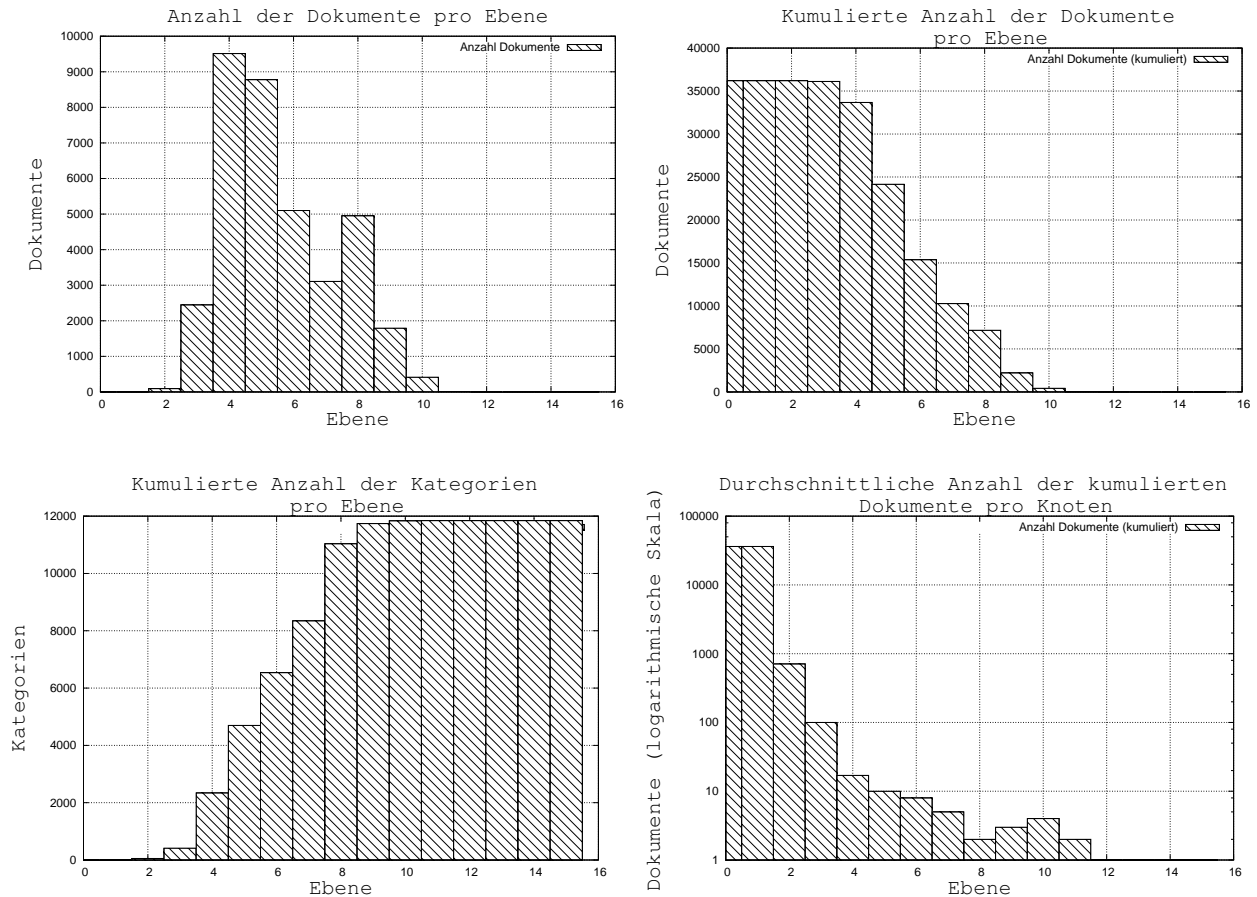 Anzahl der Dokumente pro Ebene
Anzahl Dokumente
10000
9000
8000
7000
6000
5000
4000
3000
2000
1000
0
Dokumente
0 2 4 6 8 10 12 14 16
Ebene
Kumulierte Anzahl der Dokumente
pro Ebene
Anzahl Dokumente (kumuliert)
40000
35000
30000
25000
20000
15000
10000
5000
0
Dokumente
0 2 4 6 8 10 12 14 16
Ebene
Kumulierte Anzahl der Kategorien
pro Ebene
12000
10000
8000
6000
4000
2000
0
Kategorien
0 2 4 6 8 10 12 14 16
Ebene
Durchschnittliche Anzahl der kumulierten
Dokumente pro Knoten
Anzahl Dokumente (kumuliert)
100000
10000
1000
100
10
1
Dokumente (logarithmische Skala)
0 2 4 6 8 10 12 14 16
Ebene